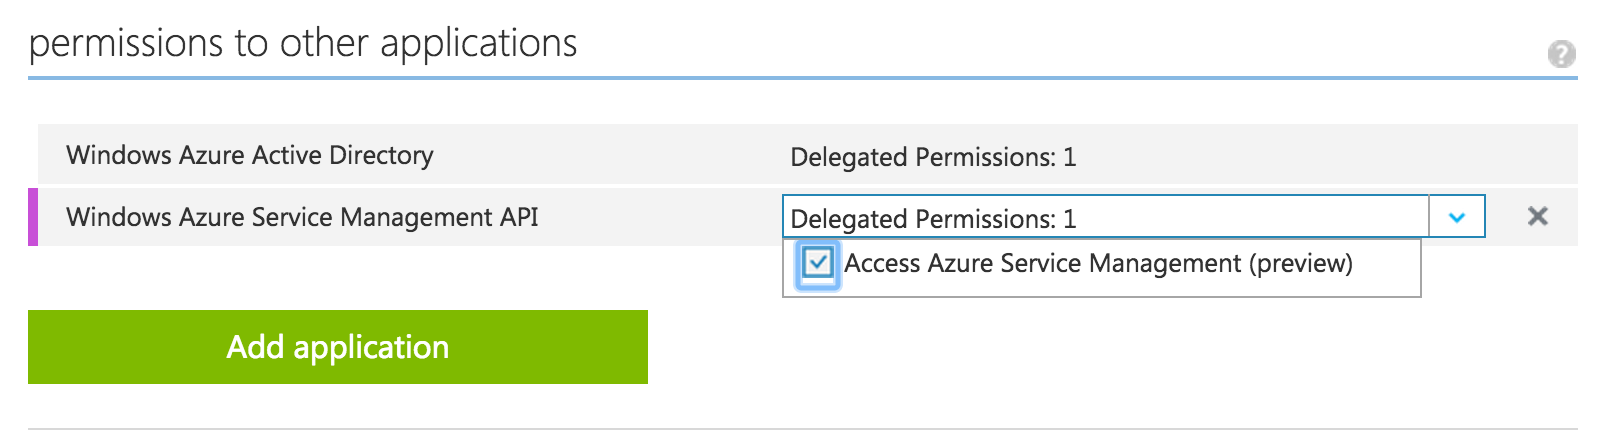 permissions to other applications
?
Windows Azure Active Directory Delegated Permissions: 1
Windows Azure Service Management API Delegated Permissions: 1
Access Azure Service Management (preview)
Add application